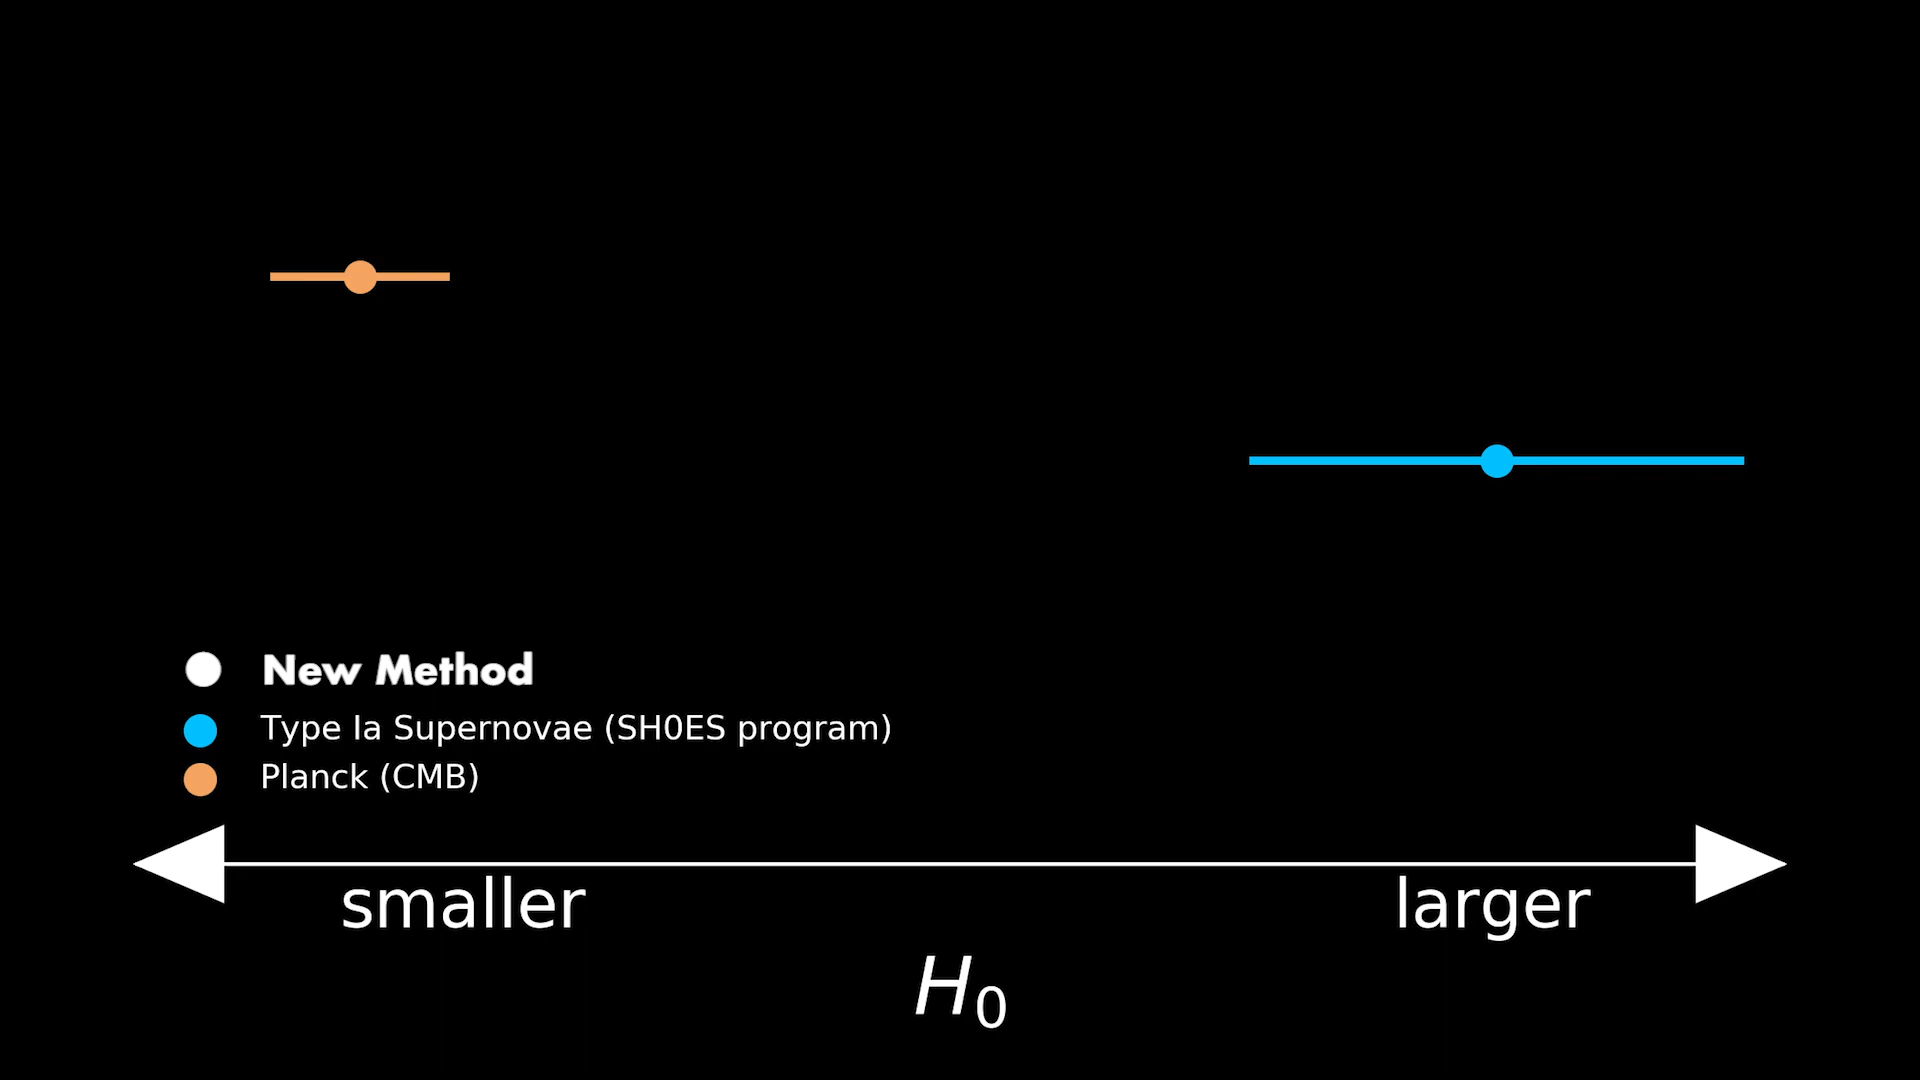 New Method
Type Ia Supernovae (SH0ES program)
Planck (CMB)
smaller larger
H₀